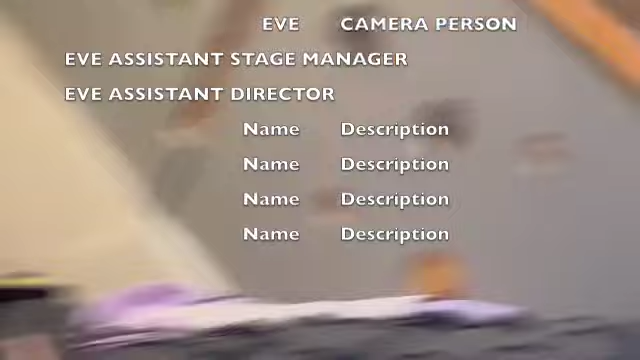 EVE CAMERA PERSON
EVE ASSISTANT STAGE MANAGER
EVE ASSISTANT DIRECTOR
Name Description
Name Description
Name Description
Name Description